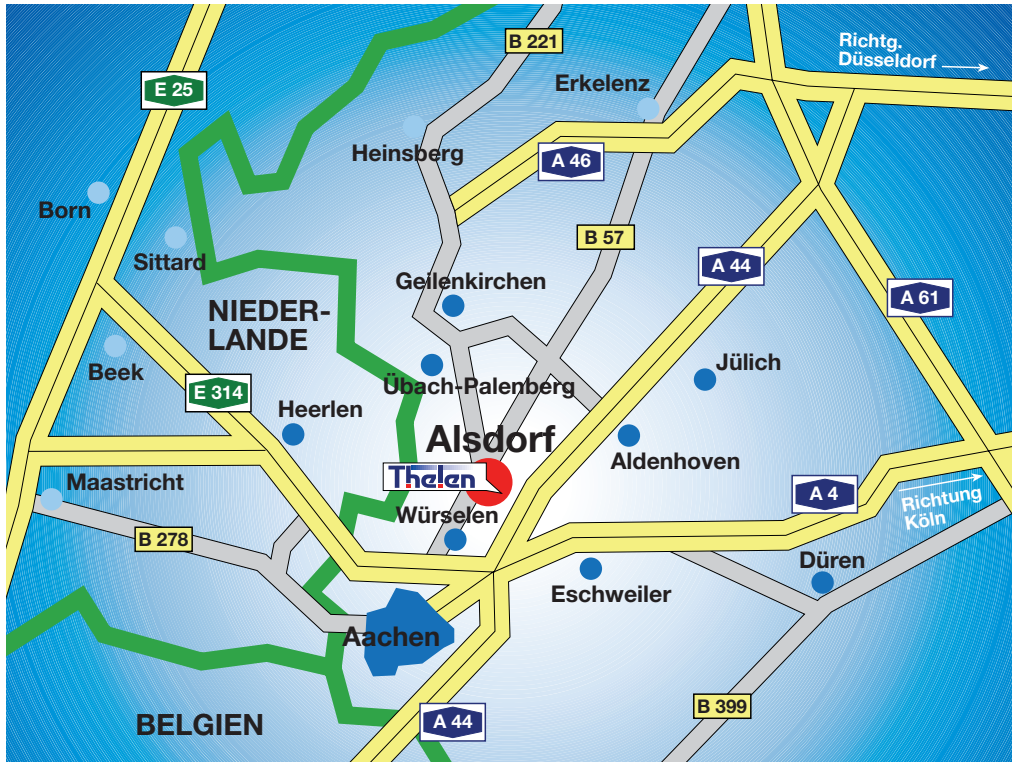 B 221
Richtg.
Düsseldorf
E 25
Erkelenz
Heinsberg
A 46
Born
B 57
Sittard
A 44
Geilenkirchen
A 61
NIEDER-
LANDE
Beek
Übach-Palenberg
Jülich
E 314
Heerlen
Alsdorf
Aldenhoven
Thelen
Maastricht
A 4
Richtung
Köln
Würselen
B 278
Düren
Eschweiler
Aachen
B 399
BELGIEN
A 44